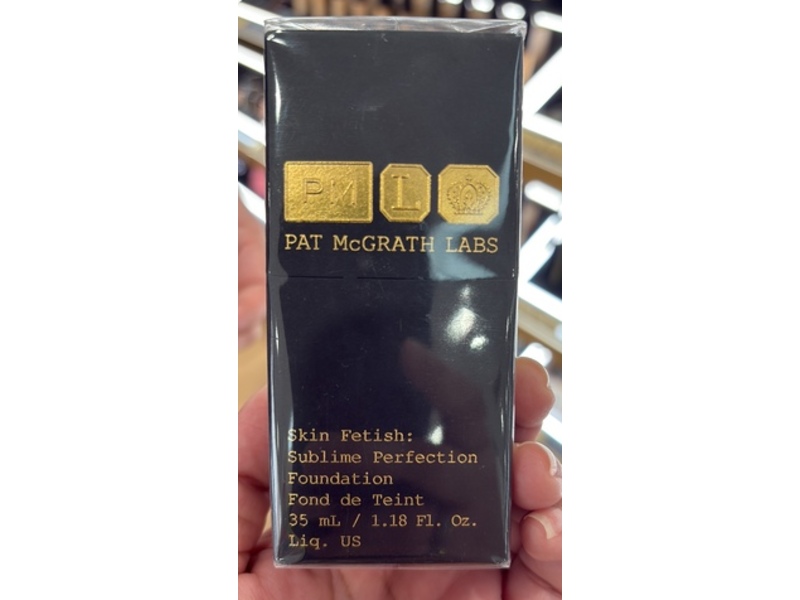 PM L
PAT McGRATH LABS
Skin Fetish:
Sublime Perfection
Foundation
Fond de Teint
35 mL / 1.18 Fl. Oz.
Liq. US